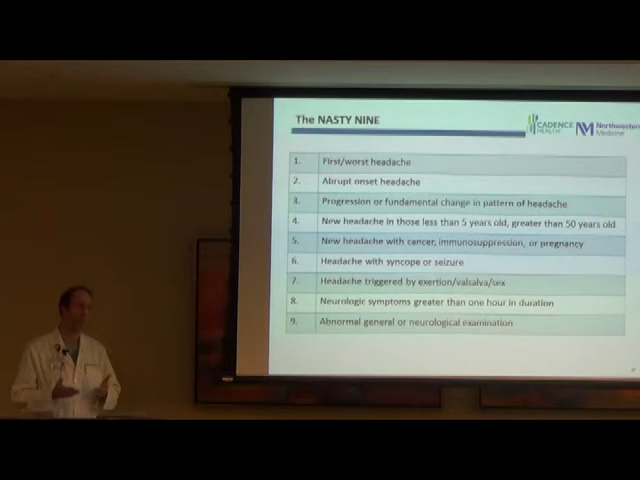 The NASTY NINE
CADENCE HEALTH
Northwestern Medicine
1. First/worst headache
2. Abrupt onset headache
3. Progression or fundamental change in pattern of headache
4. New headache in those less than 5 years old, greater than 50 years old
5. New headache with cancer, immunosuppression, or pregnancy
6. Headache with syncope or seizure
7. Headache triggered by exertion/valsalva/sex
8. Neurologic symptoms greater than one hour in duration
9. Abnormal general or neurological examination